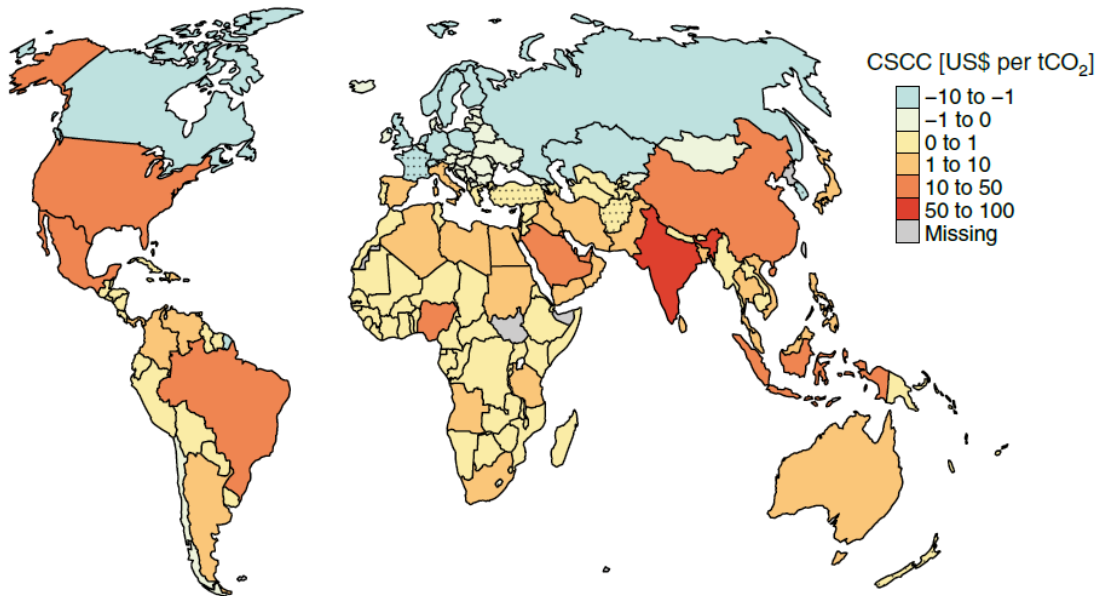 CSCC [US$ per tCO₂]
−10 to −1
−1 to 0
0 to 1
1 to 10
10 to 50
50 to 100
Missing